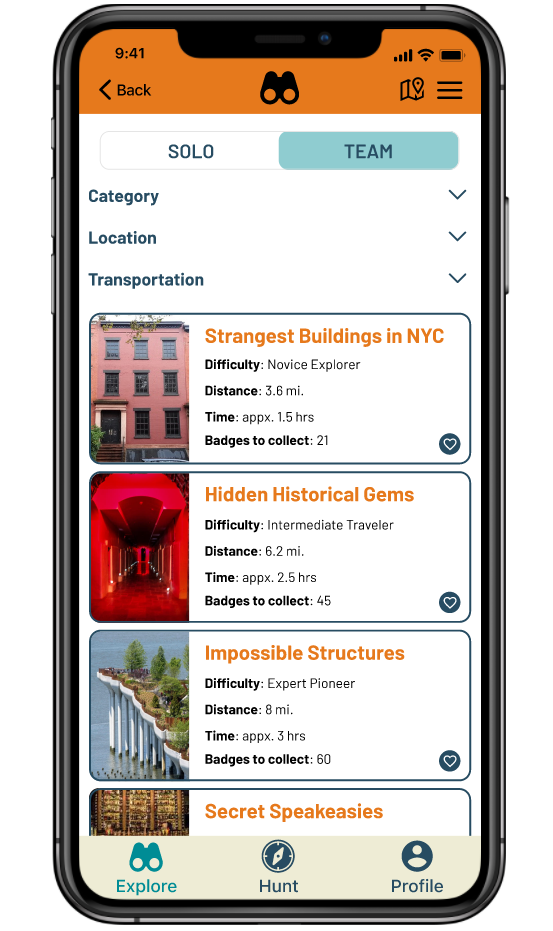 9:41
Back
SOLO
TEAM
Category
Location
Transportation
Strangest Buildings in NYC
Difficulty: Novice Explorer
Distance: 3.6 mi.
Time: appx. 1.5 hrs
Badges to collect: 21
Hidden Historical Gems
Difficulty: Intermediate Traveler
Distance: 6.2 mi.
Time: appx. 2.5 hrs
Badges to collect: 45
Impossible Structures
Difficulty: Expert Pioneer
Distance: 8 mi.
Time: appx. 3 hrs
Badges to collect: 60
Secret Speakeasies
Explore
Hunt
Profile